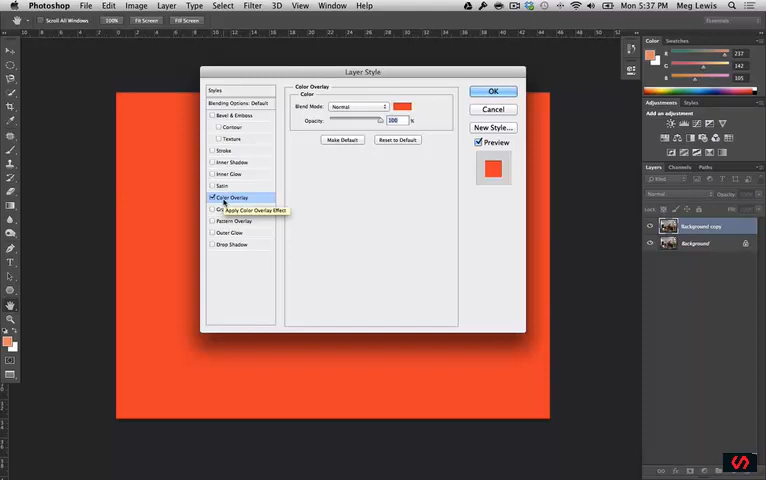 Photoshop File Edit Image Layer Type Select Filter 3D View Window Help Mon 5:37 PM Meg Lewis
Scroll All Windows 100% Fit Screen Fill Screen Essentials
Layer Style
Styles
Blending Options: Default
Bevel & Emboss
Contour
Texture
Stroke
Inner Shadow
Inner Glow
Satin
Color Overlay
Gr
Apply Color Overlay Effect
Pattern Overlay
Outer Glow
Drop Shadow
Color Overlay
Color
Blend Mode: Normal
Opacity: 100 %
Make Default Reset to Default
OK
Cancel
New Style...
Preview
Color Swatches
R 237
G 142
B 105
Adjustments Styles
Add an adjustment
Layers Channels Paths
Kind
Normal Opacity:
Lock: Fill:
Background copy
Background